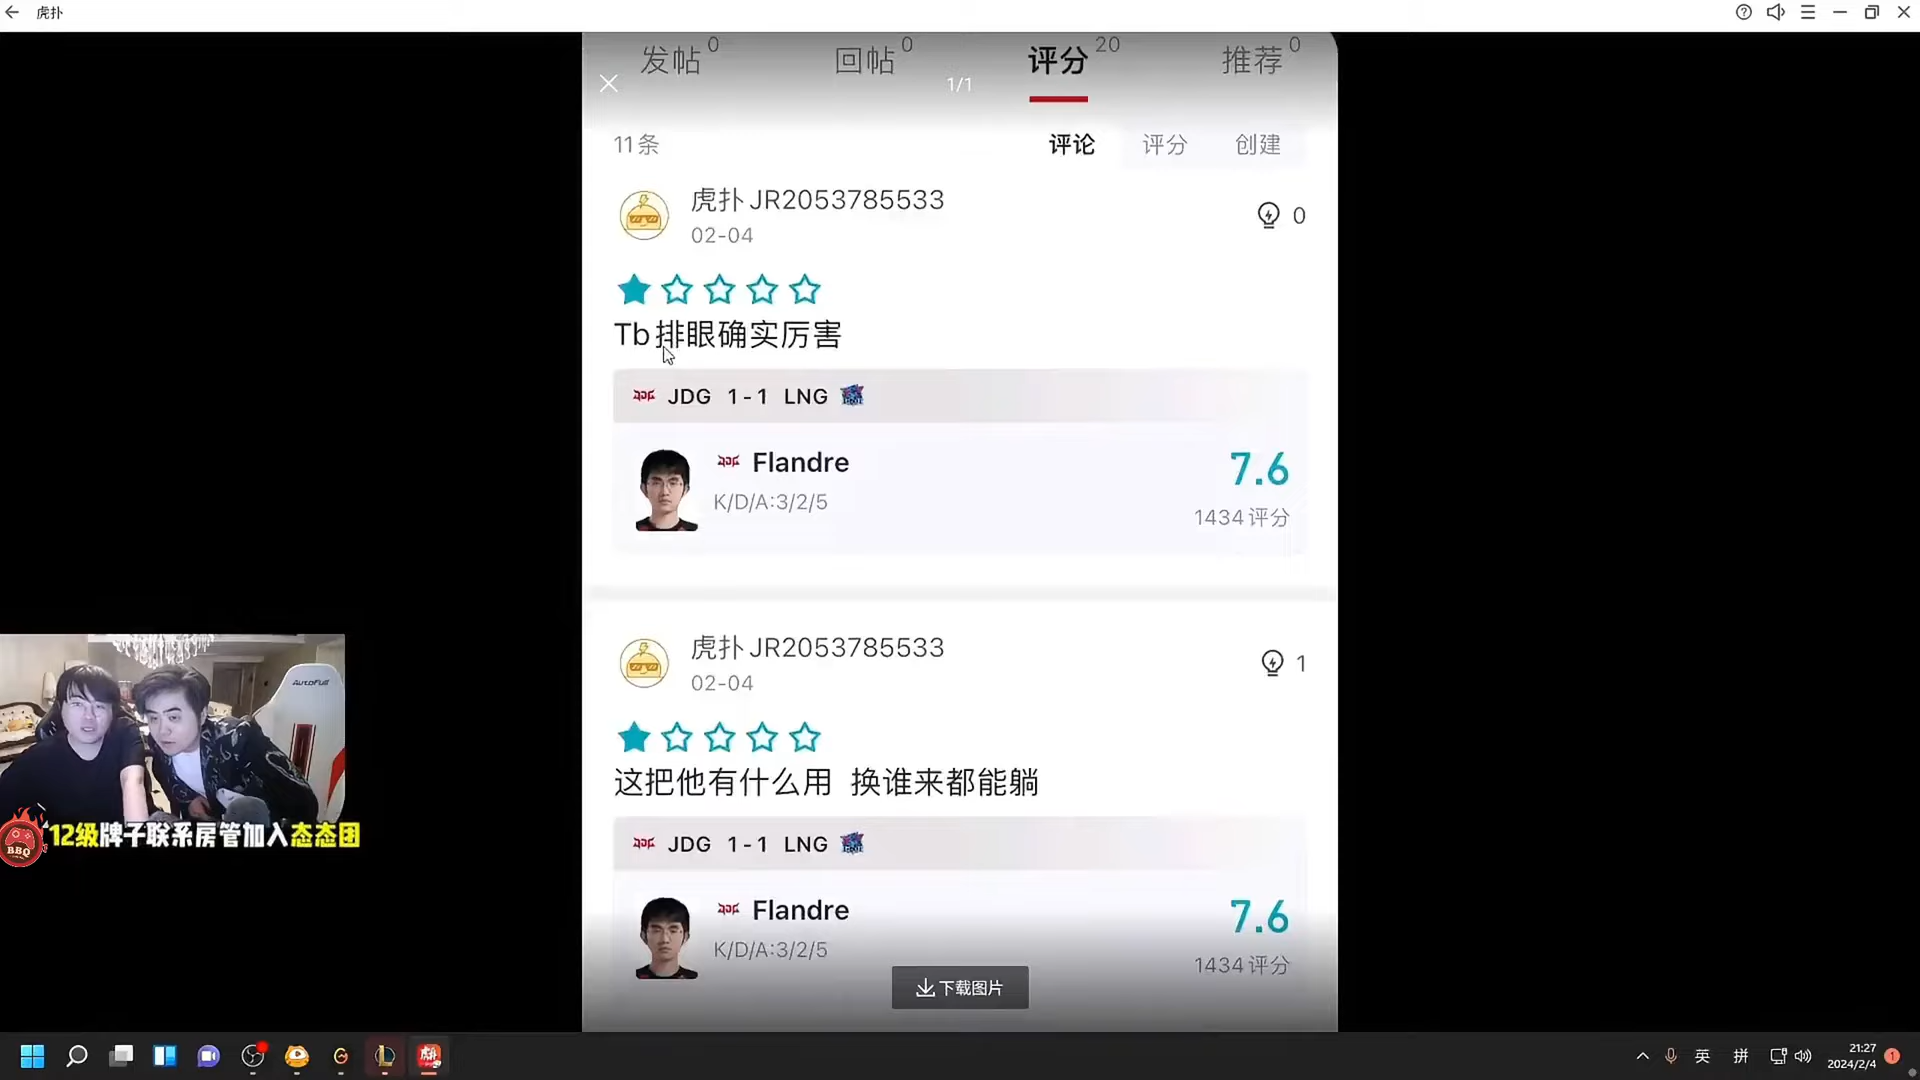 虎扑
发帖 0
回帖 0
评分 20
推荐 0
1/1
11条
评论
评分
创建
虎扑JR2053785533
02-04
0
Tb排眼确实厉害
JDG 1-1 LNG
Flandre
K/D/A:3/2/5
7.6
1434评分
虎扑JR2053785533
02-04
1
这把他有什么用 换谁来都能躺
JDG 1-1 LNG
Flandre
K/D/A:3/2/5
7.6
1434评分
下载图片
AutoFull
BBQ
12级牌子联系房管加入态态团
虎扑
英
拼
21:27
2024/2/4
1